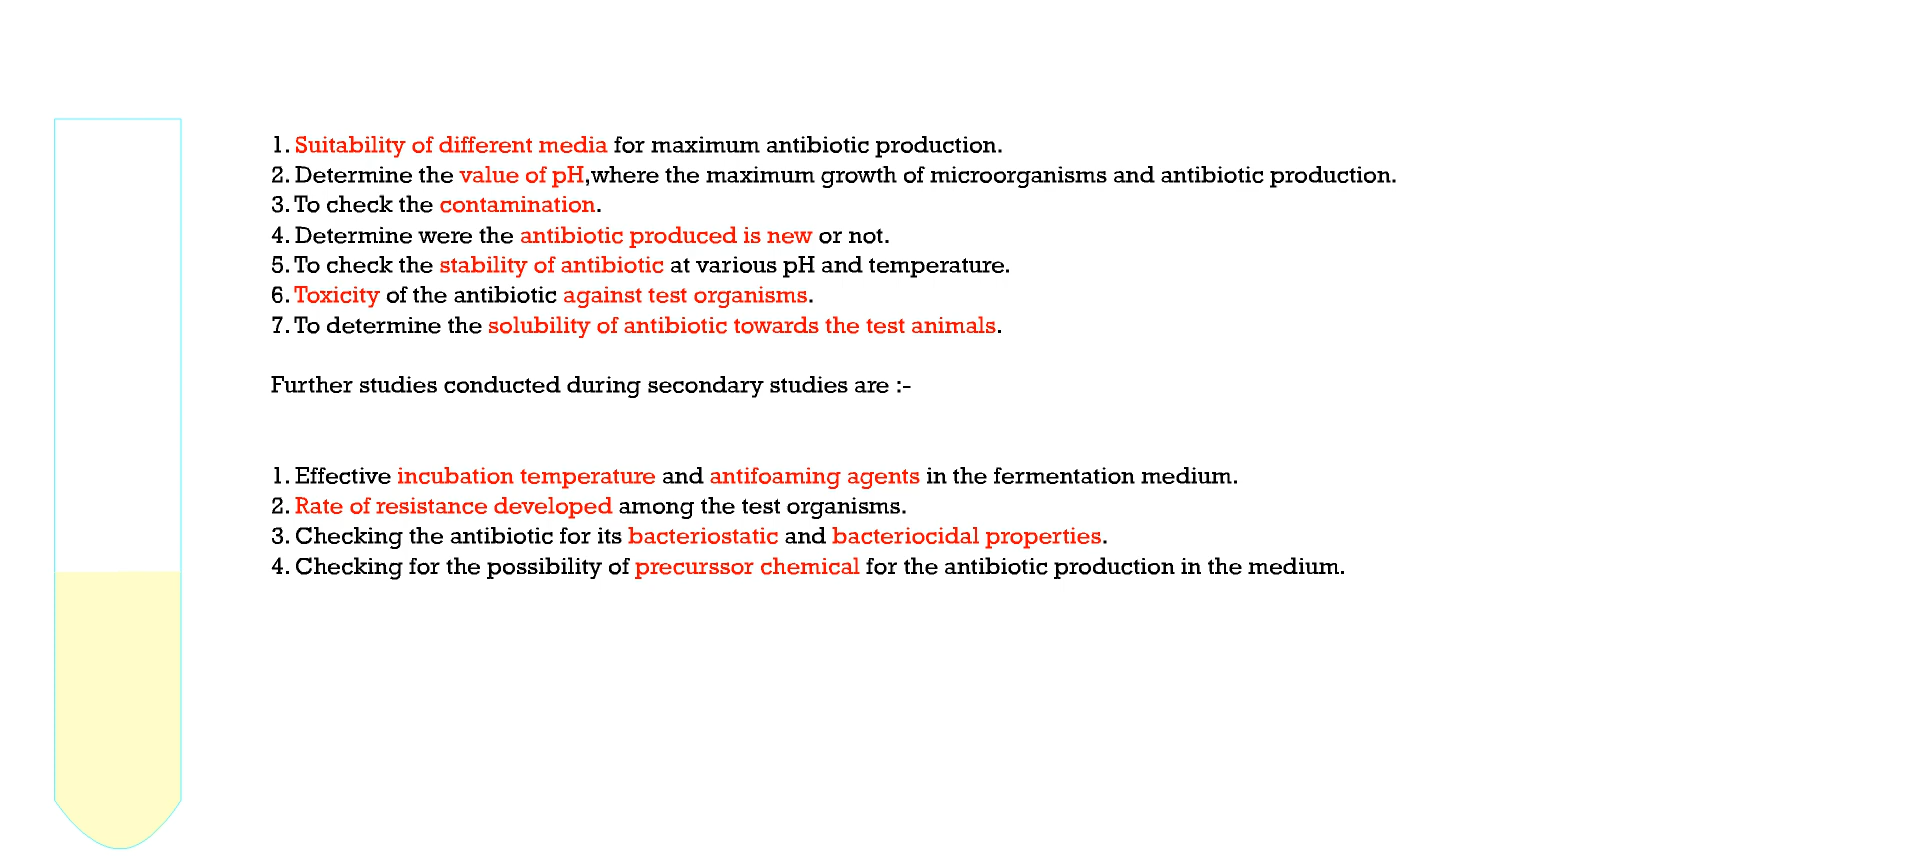 1. Suitability of different media for maximum antibiotic production.
2. Determine the value of pH,where the maximum growth of microorganisms and antibiotic production.
3. To check the contamination.
4. Determine were the antibiotic produced is new or not.
5. To check the stability of antibiotic at various pH and temperature.
6. Toxicity of the antibiotic against test organisms.
7. To determine the solubility of antibiotic towards the test animals.
Further studies conducted during secondary studies are :-
1. Effective incubation temperature and antifoaming agents in the fermentation medium.
2. Rate of resistance developed among the test organisms.
3. Checking the antibiotic for its bacteriostatic and bacteriocidal properties.
4. Checking for the possibility of precurssor chemical for the antibiotic production in the medium.